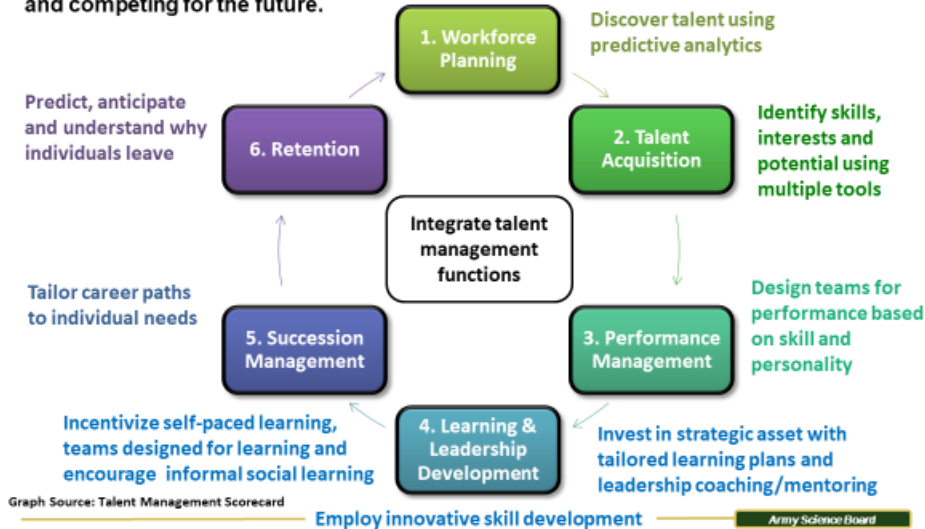 and competing for the future.
1. Workforce
Planning
Discover talent using
predictive analytics
2. Talent
Acquisition
Identify skills,
interests and
potential using
multiple tools
3. Performance
Management
Design teams for
performance based
on skill and
personality
4. Learning &
Leadership
Development
Invest in strategic asset with
tailored learning plans and
leadership coaching/mentoring
Incentivize self-paced learning,
teams designed for learning and
encourage informal social learning
5. Succession
Management
Tailor career paths
to individual needs
6. Retention
Predict, anticipate
and understand why
individuals leave
Integrate talent
management
functions
Graph Source: Talent Management Scorecard
Employ innovative skill development
Army Science Board